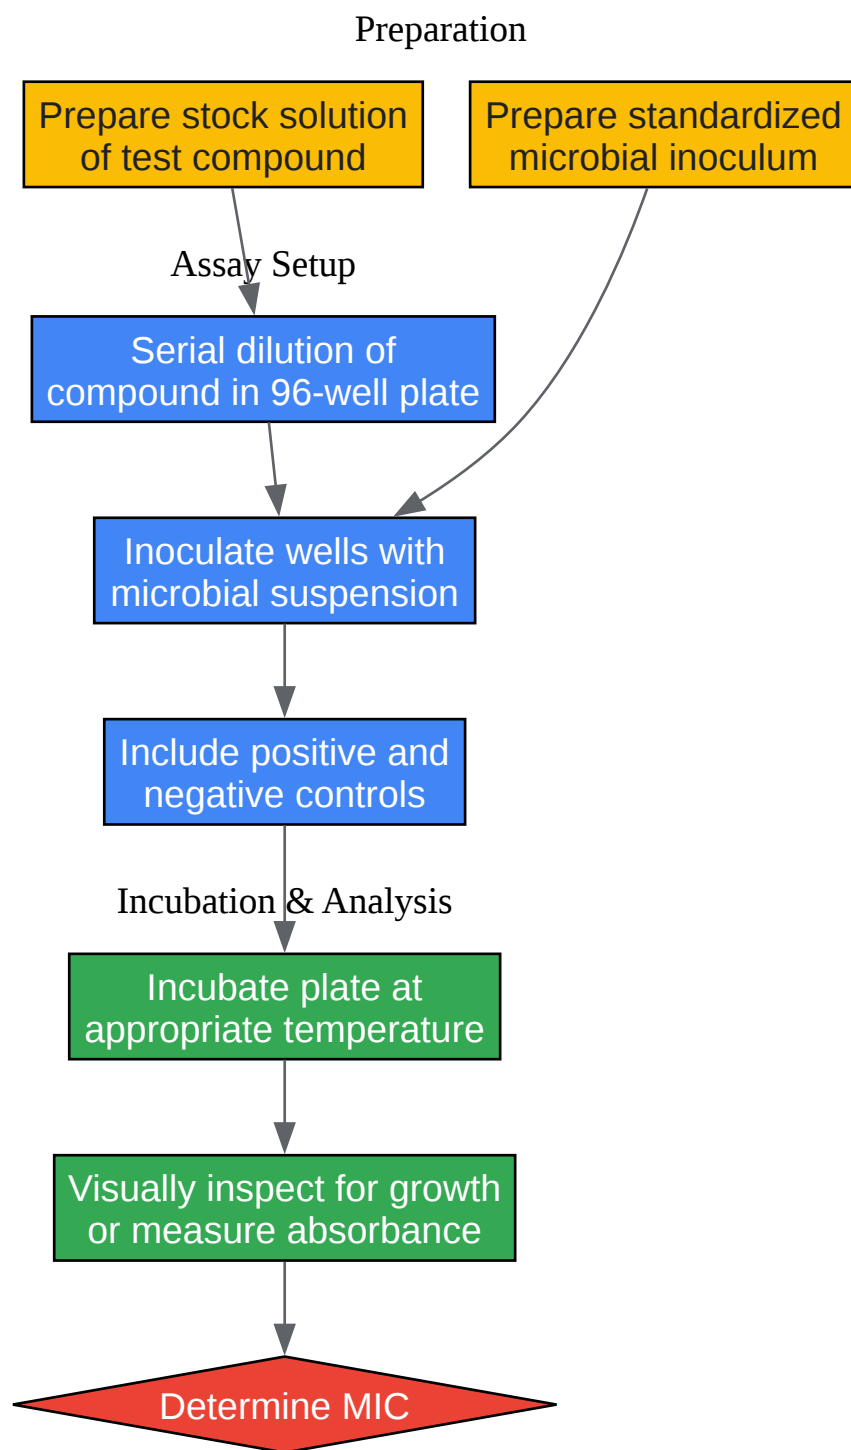 Preparation
Prepare stock solution
of test compound
Prepare standardized
microbial inoculum
Assay Setup
Serial dilution of
compound in 96-well plate
Inoculate wells with
microbial suspension
Include positive and
negative controls
Incubation & Analysis
Incubate plate at
appropriate temperature
Visually inspect for growth
or measure absorbance
Determine MIC